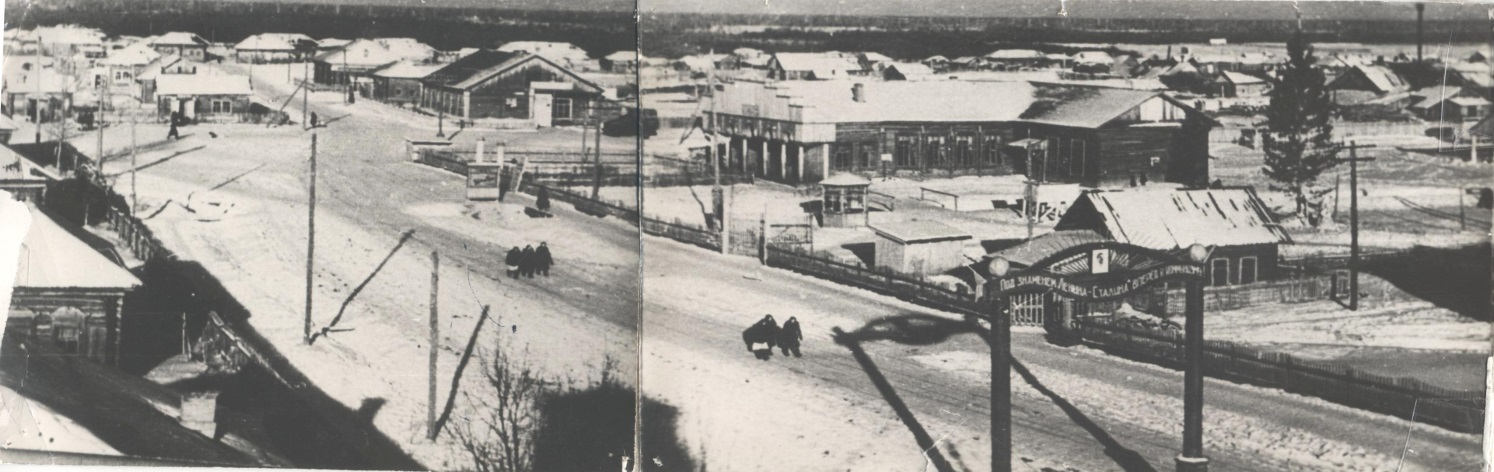 Под знаменем Ленина-Сталина вперед к коммунизму